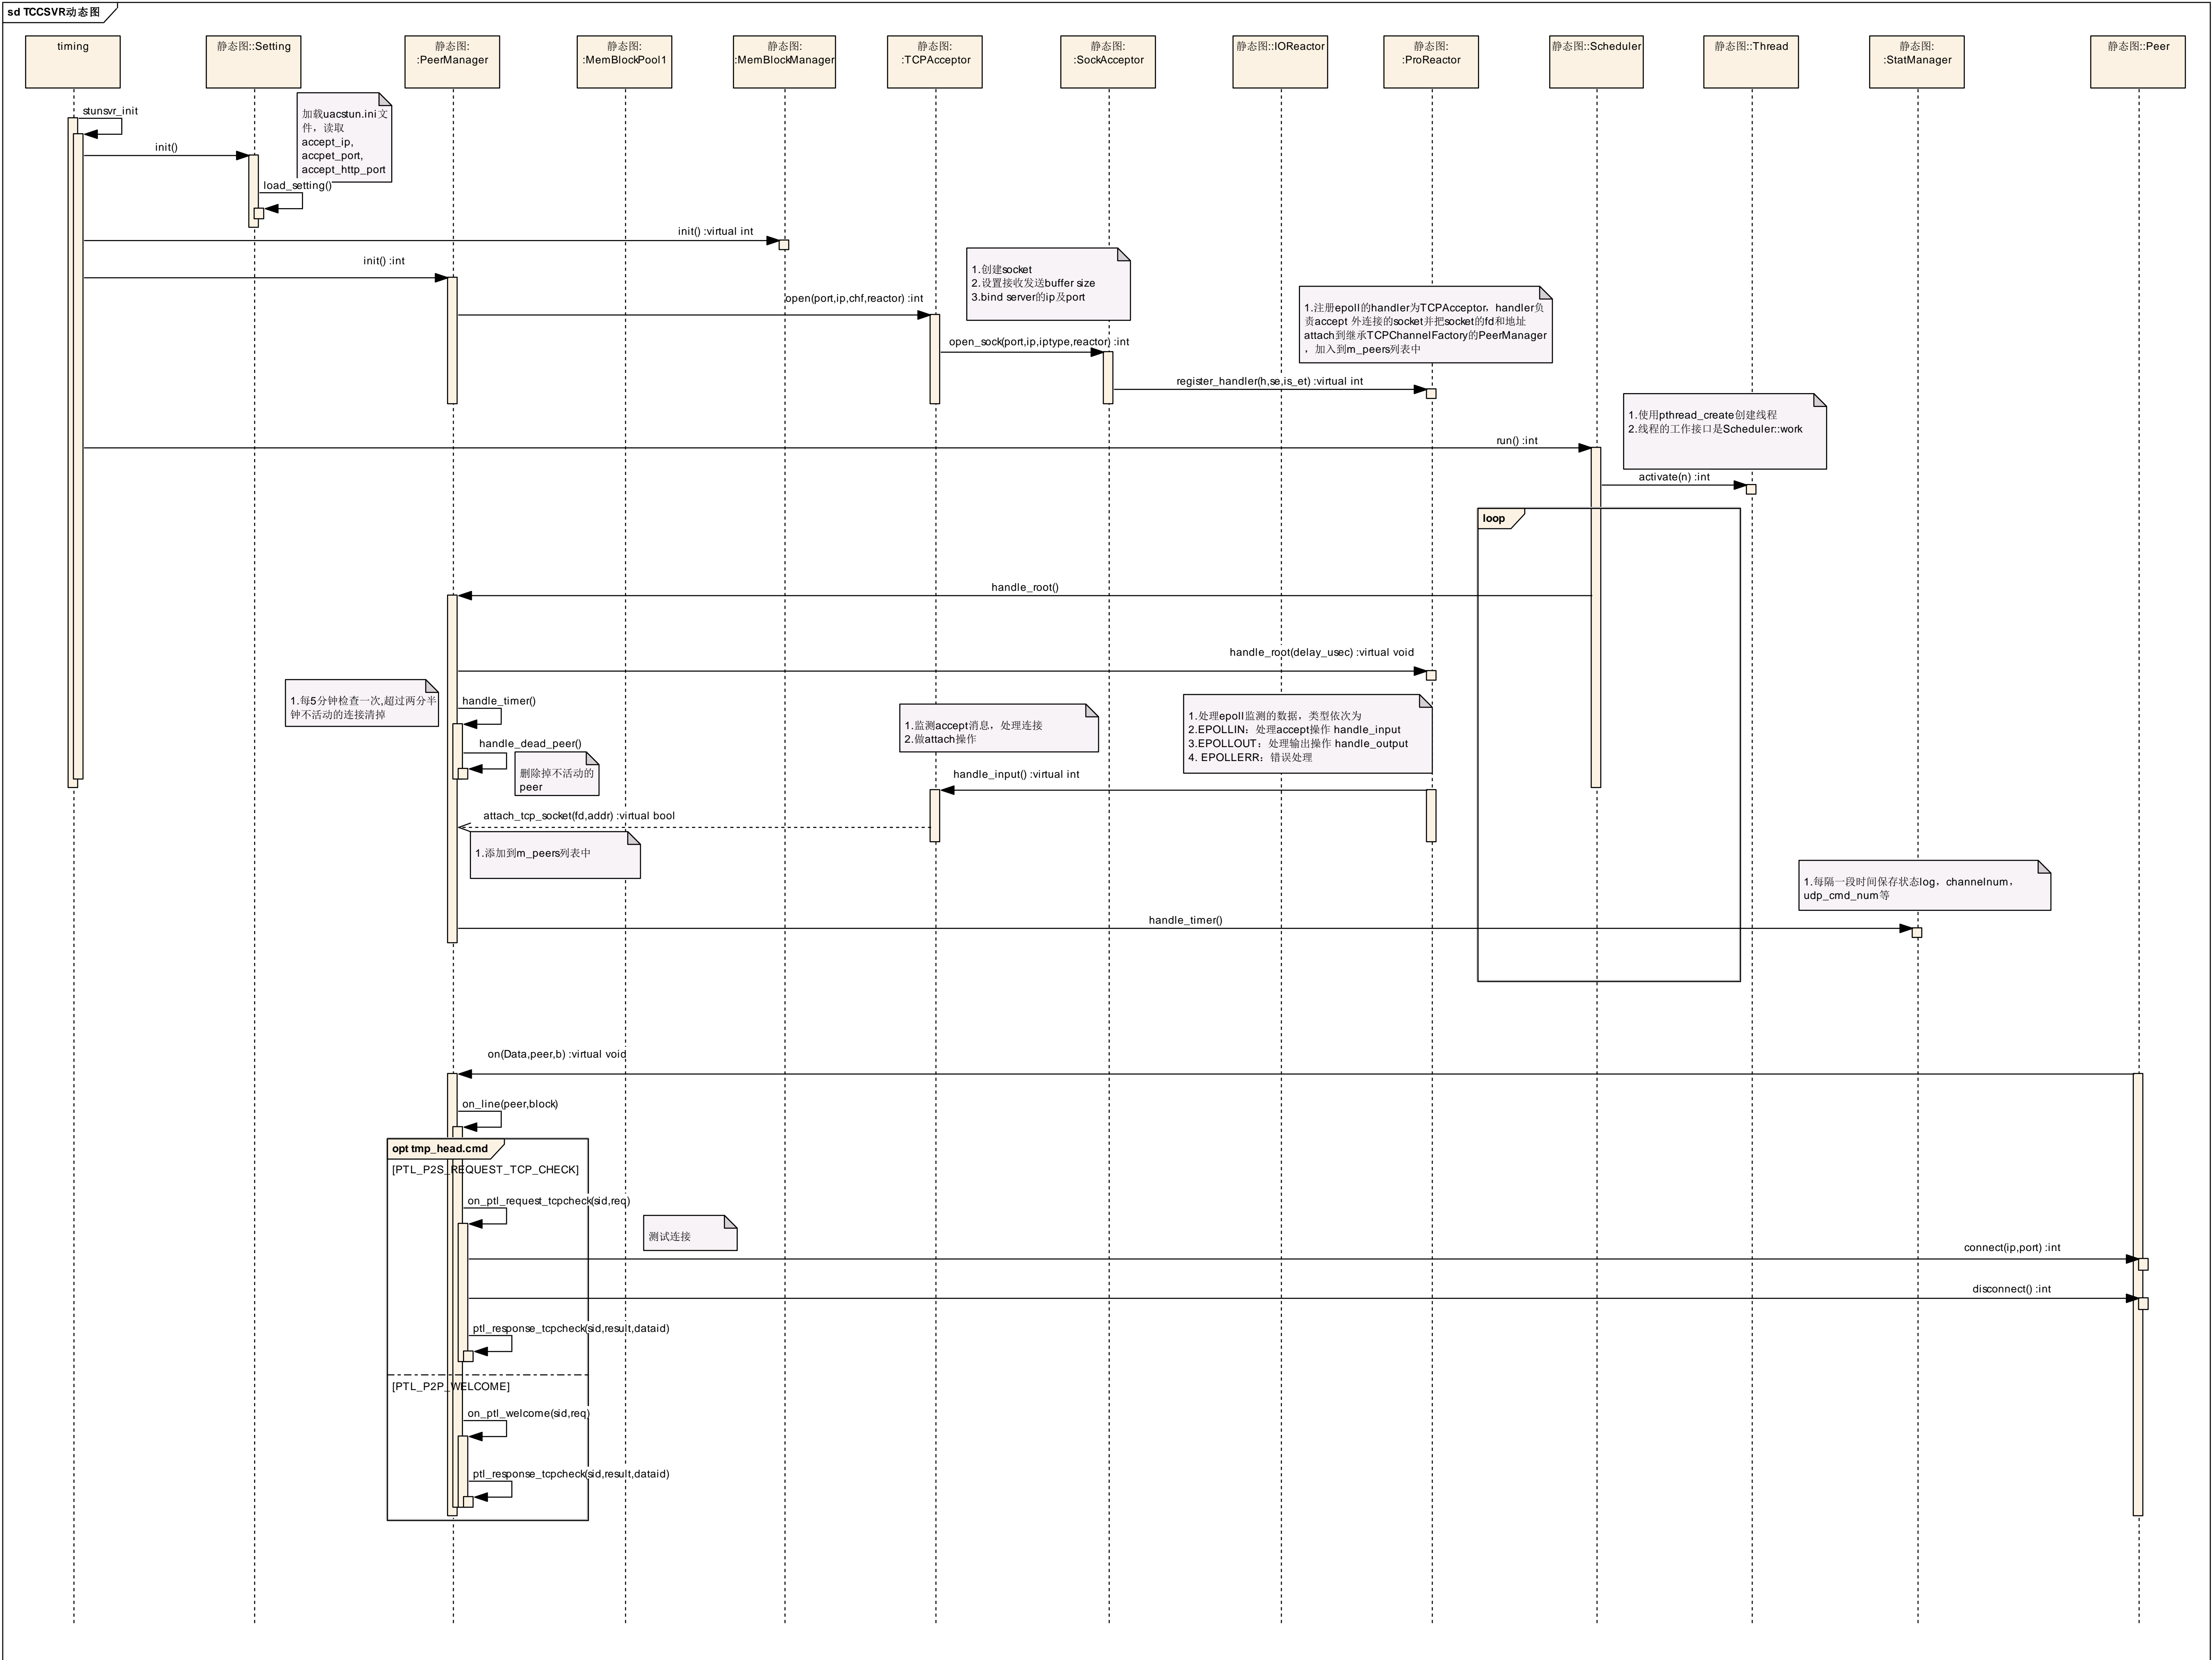 sd TCCSVR动态图
timing
静态图::Setting
静态图:
:PeerManager
静态图:
:MemBlockPool1
静态图:
:MemBlockManager
静态图:
:TCPAcceptor
静态图:
:SockAcceptor
静态图::IOReactor
静态图:
:ProReactor
静态图::Scheduler
静态图::Thread
静态图:
:StatManager
静态图::Peer
stunsvr_init
加载uacstun.ini文
件，读取
accept_ip,
accpet_port,
accept_http_port
init()
load_setting()
init() :virtual int
init() :int
1.创建socket
2.设置接收发送buffer size
3.bind server的ip及port
open(port,ip,chf,reactor) :int
1.注册epoll的handler为TCPAcceptor，handler负
责accept 外连接的socket并把socket的fd和地址
attach到继承TCPChannelFactory的PeerManager
，加入到m_peers列表中
open_sock(port,ip,iptype,reactor) :int
register_handler(h,se,is_et) :virtual int
1.使用pthread_create创建线程
2.线程的工作接口是Scheduler::work
run() :int
activate(n) :int
loop
handle_root()
handle_root(delay_usec) :virtual void
1.每5分钟检查一次,超过两分半
钟不活动的连接清掉
handle_timer()
1.监测accept消息，处理连接
2.做attach操作
1.处理epoll监测的数据，类型依次为
2.EPOLLIN：处理accept操作 handle_input
3.EPOLLOUT：处理输出操作 handle_output
4. EPOLLERR：错误处理
handle_dead_peer()
删除掉不活动的
peer
handle_input() :virtual int
attach_tcp_socket(fd,addr) :virtual bool
1.添加到m_peers列表中
1.每隔一段时间保存状态log，channelnum，
udp_cmd_num等
handle_timer()
on(Data,peer,b) :virtual void
on_line(peer,block)
opt tmp_head.cmd
[PTL_P2S_REQUEST_TCP_CHECK]
on_ptl_request_tcpcheck(sid,req)
测试连接
connect(ip,port) :int
disconnect() :int
ptl_response_tcpcheck(sid,result,dataid)
[PTL_P2P_WELCOME]
on_ptl_welcome(sid,req)
ptl_response_tcpcheck(sid,result,dataid)